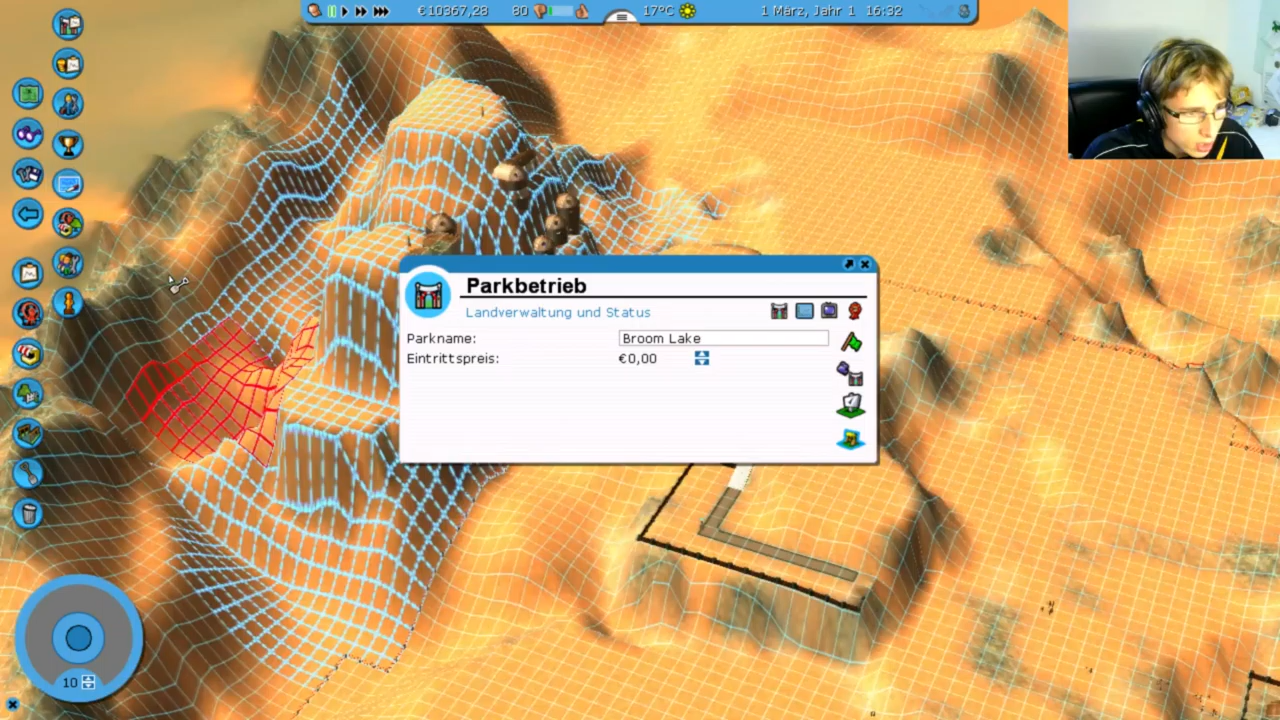 €10367,28 80 17ºC 1 März, Jahr 1 16:32
Parkbetrieb
Landverwaltung und Status
Parkname: Broom Lake
Eintrittspreis: €0,00
10